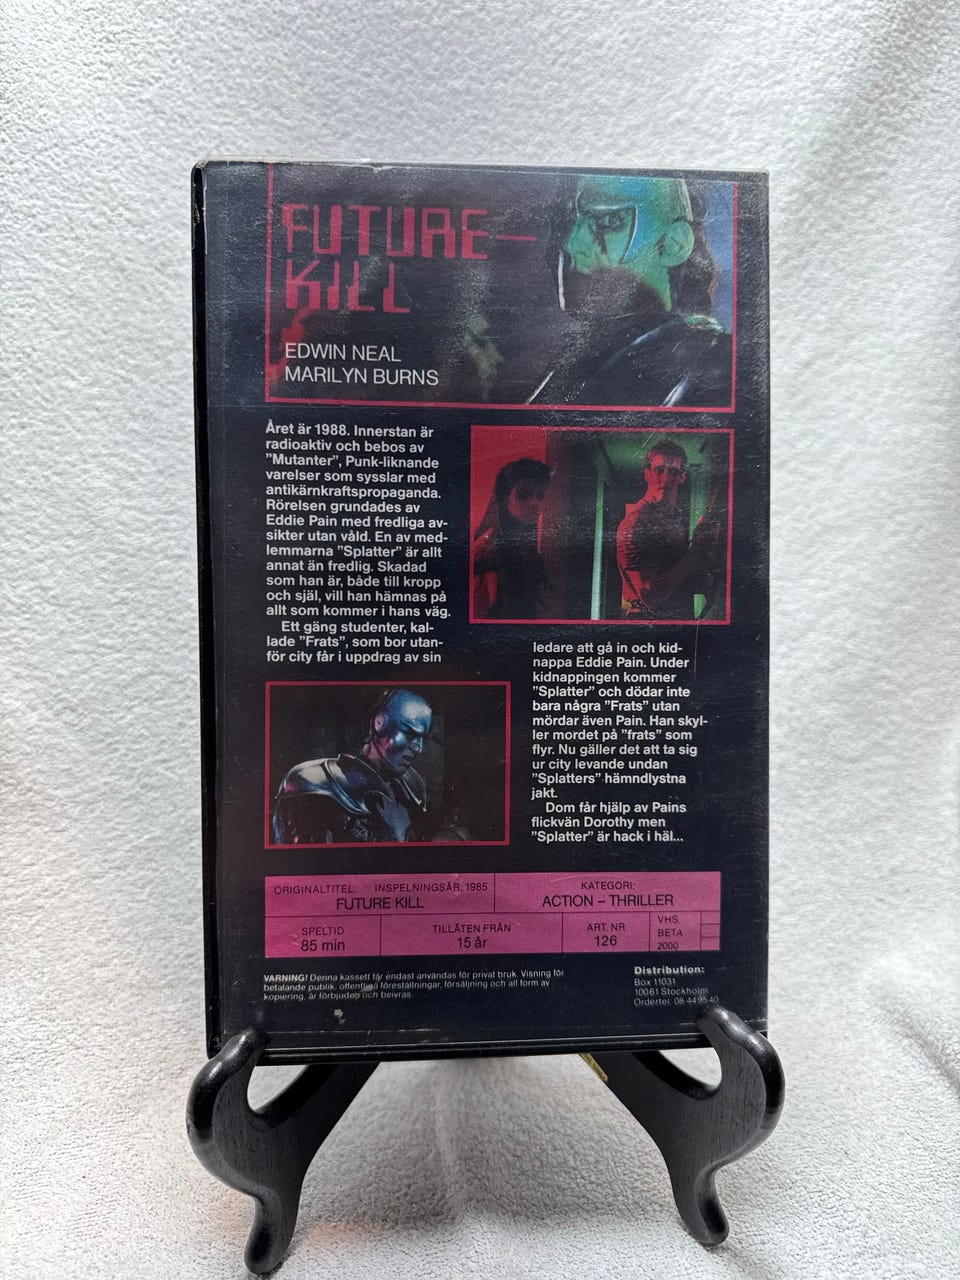 FUTURE-
KILL
EDWIN NEAL
MARILYN BURNS
Året är 1988. Innerstan är
radioaktiv och bebos av
"Mutanter", Punk-liknande
varelser som sysslar med
antikärnkraftspropaganda.
Rörelsen grundades av
Eddie Pain med fredliga av-
sikter utan våld. En av med-
lemmarna "Splatter" är allt
annat än fredlig. Skadad
som han är, både till kropp
och själ, vill han hämnas på
allt som kommer i hans väg.
Ett gäng studenter, kal-
lade "Frats", som bor utan-
för city får i uppdrag av sin
ledare att gå in och kid-
nappa Eddie Pain. Under
kidnappingen kommer
"Splatter" och dödar inte
bara några "Frats" utan
mördar även Pain. Han skyl-
ler mordet på "frats" som
flyr. Nu gäller det att ta sig
ur city levande undan
"Splatters" hämndlystna
jakt.
Dom får hjälp av Pains
flickvän Dorothy men
"Splatter" är hack i häl...
ORIGINALTITEL: INSPELNINGSÅR: 1985
FUTURE KILL
KATEGORI:
ACTION – THRILLER
SPELTID
85 min
TILLÅTEN FRÅN
15 år
ART. NR
126
VHS
BETA
2000
VARNING! Denna kassett får endast användas för privat bruk. Visning för
betalande publik, offentliga föreställningar, försäljning och all form av
kopiering, är förbjuden och beivras.
Distribution:
Box 11031
100 61 Stockholm
Ordertel: 08-44 95 40